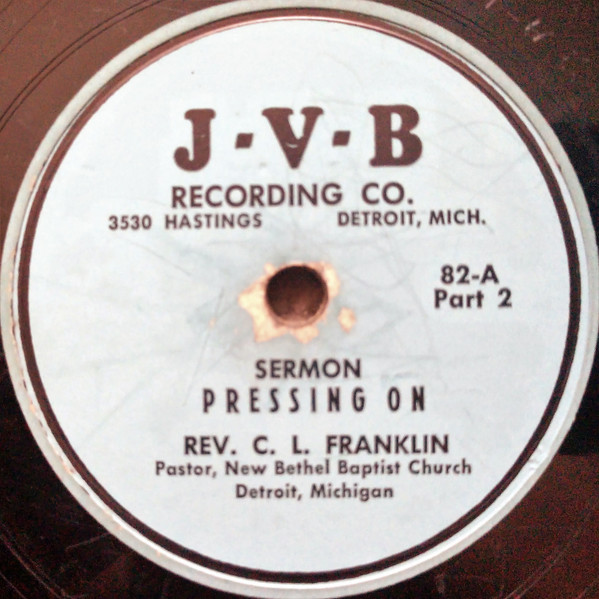 J-V-B
RECORDING CO.
3530 HASTINGS DETROIT, MICH.
82-A
Part 2
SERMON
PRESSING ON
REV. C. L. FRANKLIN
Pastor, New Bethel Baptist Church
Detroit, Michigan